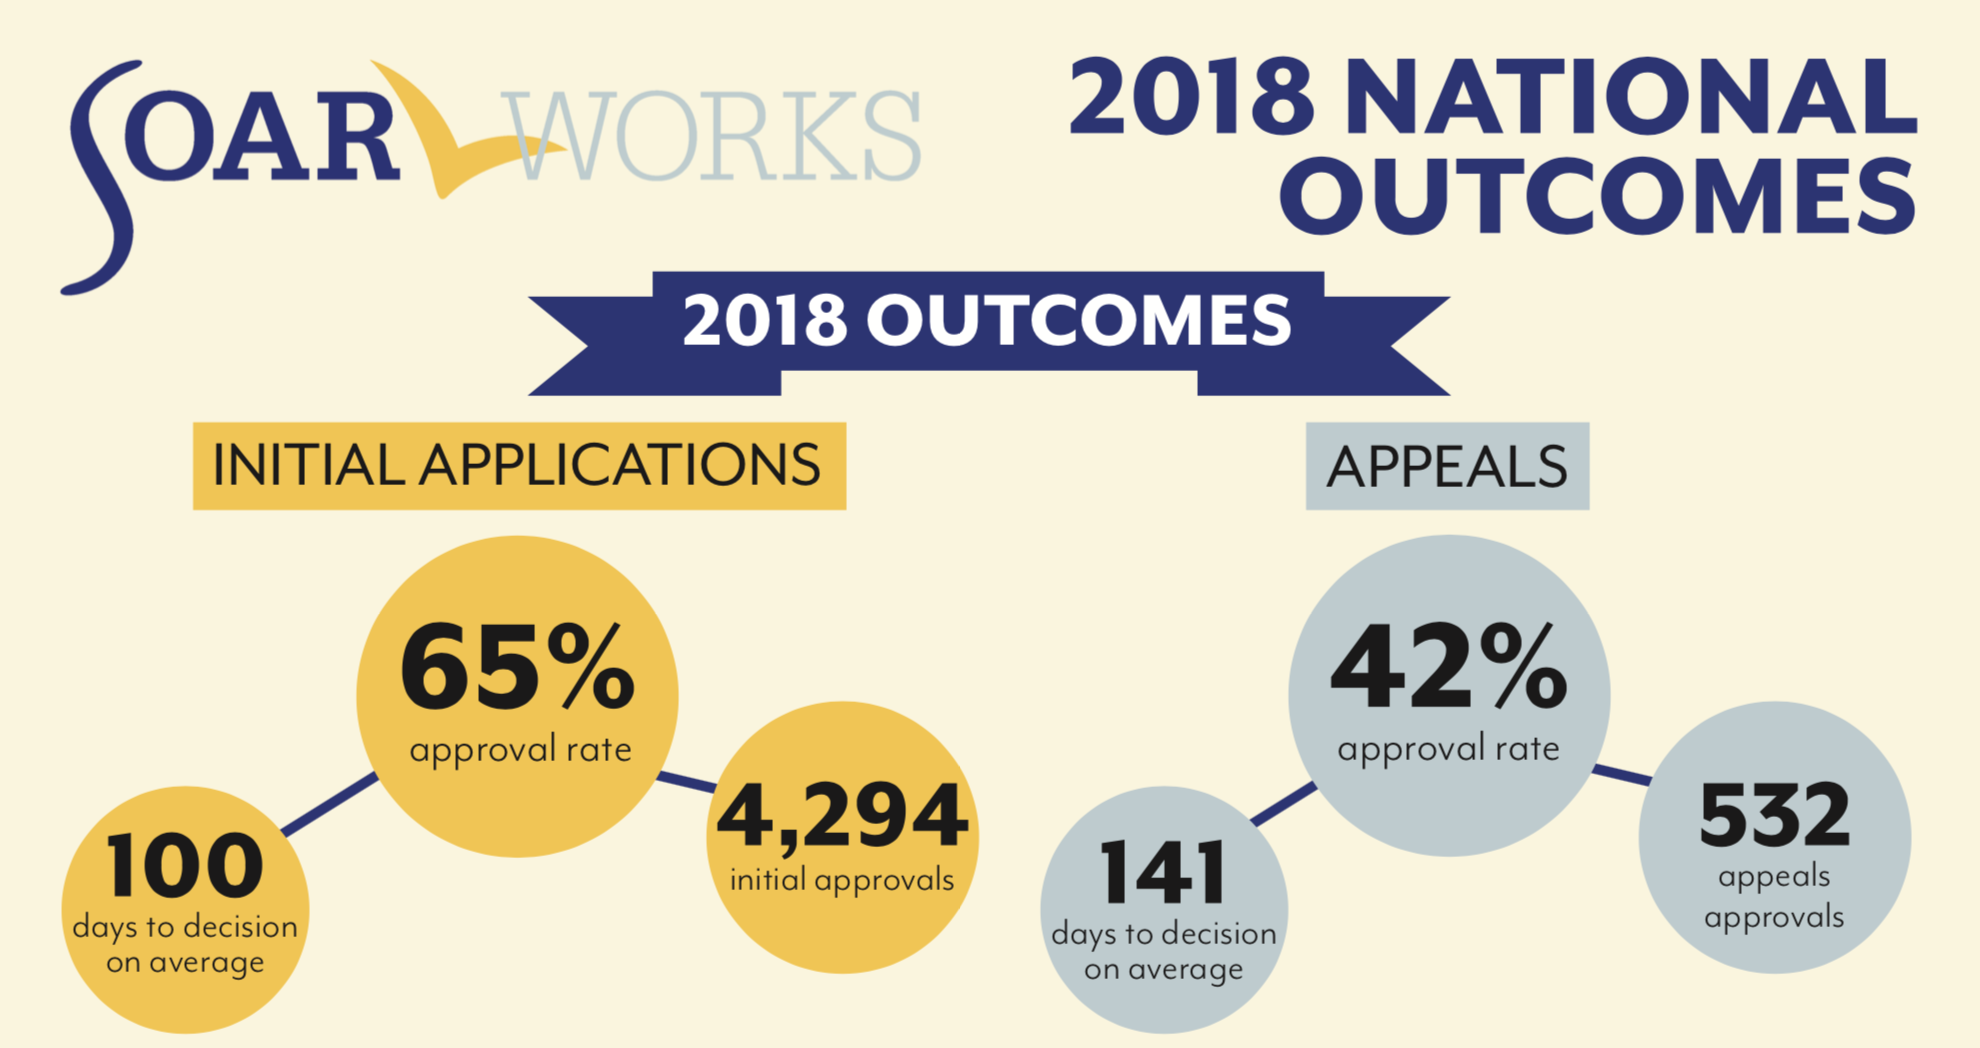 SOAR WORKS
2018 NATIONAL
OUTCOMES
2018 OUTCOMES
INITIAL APPLICATIONS
65%
approval rate
100
days to decision
on average
4,294
initial approvals
APPEALS
42%
approval rate
141
days to decision
on average
532
appeals
approvals